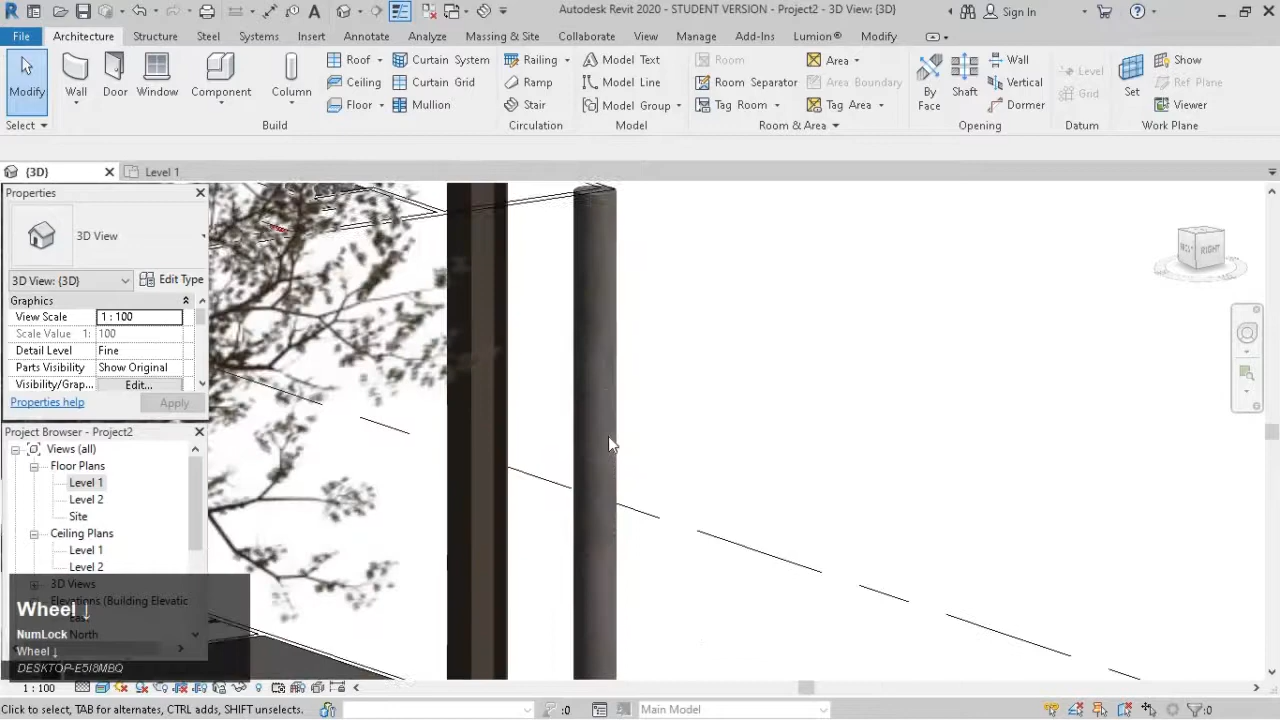 Autodesk Revit 2020 - STUDENT VERSION - Project2 - 3D View: {3D}
Sign In
File Architecture Structure Steel Systems Insert Annotate Analyze Massing & Site Collaborate View Manage Add-Ins Lumion® Modify
Modify
Wall
Door
Window
Component
Column
Roof
Ceiling
Floor
Curtain System
Curtain Grid
Mullion
Railing
Ramp
Stair
Model Text
Model Line
Model Group
Room
Room Separator
Tag Room
Area
Area Boundary
Tag Area
By
Face
Shaft
Wall
Vertical
Dormer
Level
Grid
Set
Show
Ref Plane
Viewer
Select
Build
Circulation
Model
Room & Area
Opening
Datum
Work Plane
{3D}
Level 1
Properties
3D View
3D View: {3D}
Edit Type
Graphics
View Scale 1 : 100
Scale Value 1: 100
Detail Level Fine
Parts Visibility Show Original
Visibility/Grap... Edit...
Properties help
Apply
Project Browser - Project2
Views (all)
Floor Plans
Level 1
Level 2
Site
Ceiling Plans
Level 1
Level 2
3D Views
Elevations (Building Elevatic
East
North
Wheel ↓
NumLock
Wheel ↓
DESKTOP-E5I8MBQ
RIGHT
1 : 100
Click to select, TAB for alternates, CTRL adds, SHIFT unselects.
:0
Main Model
:0